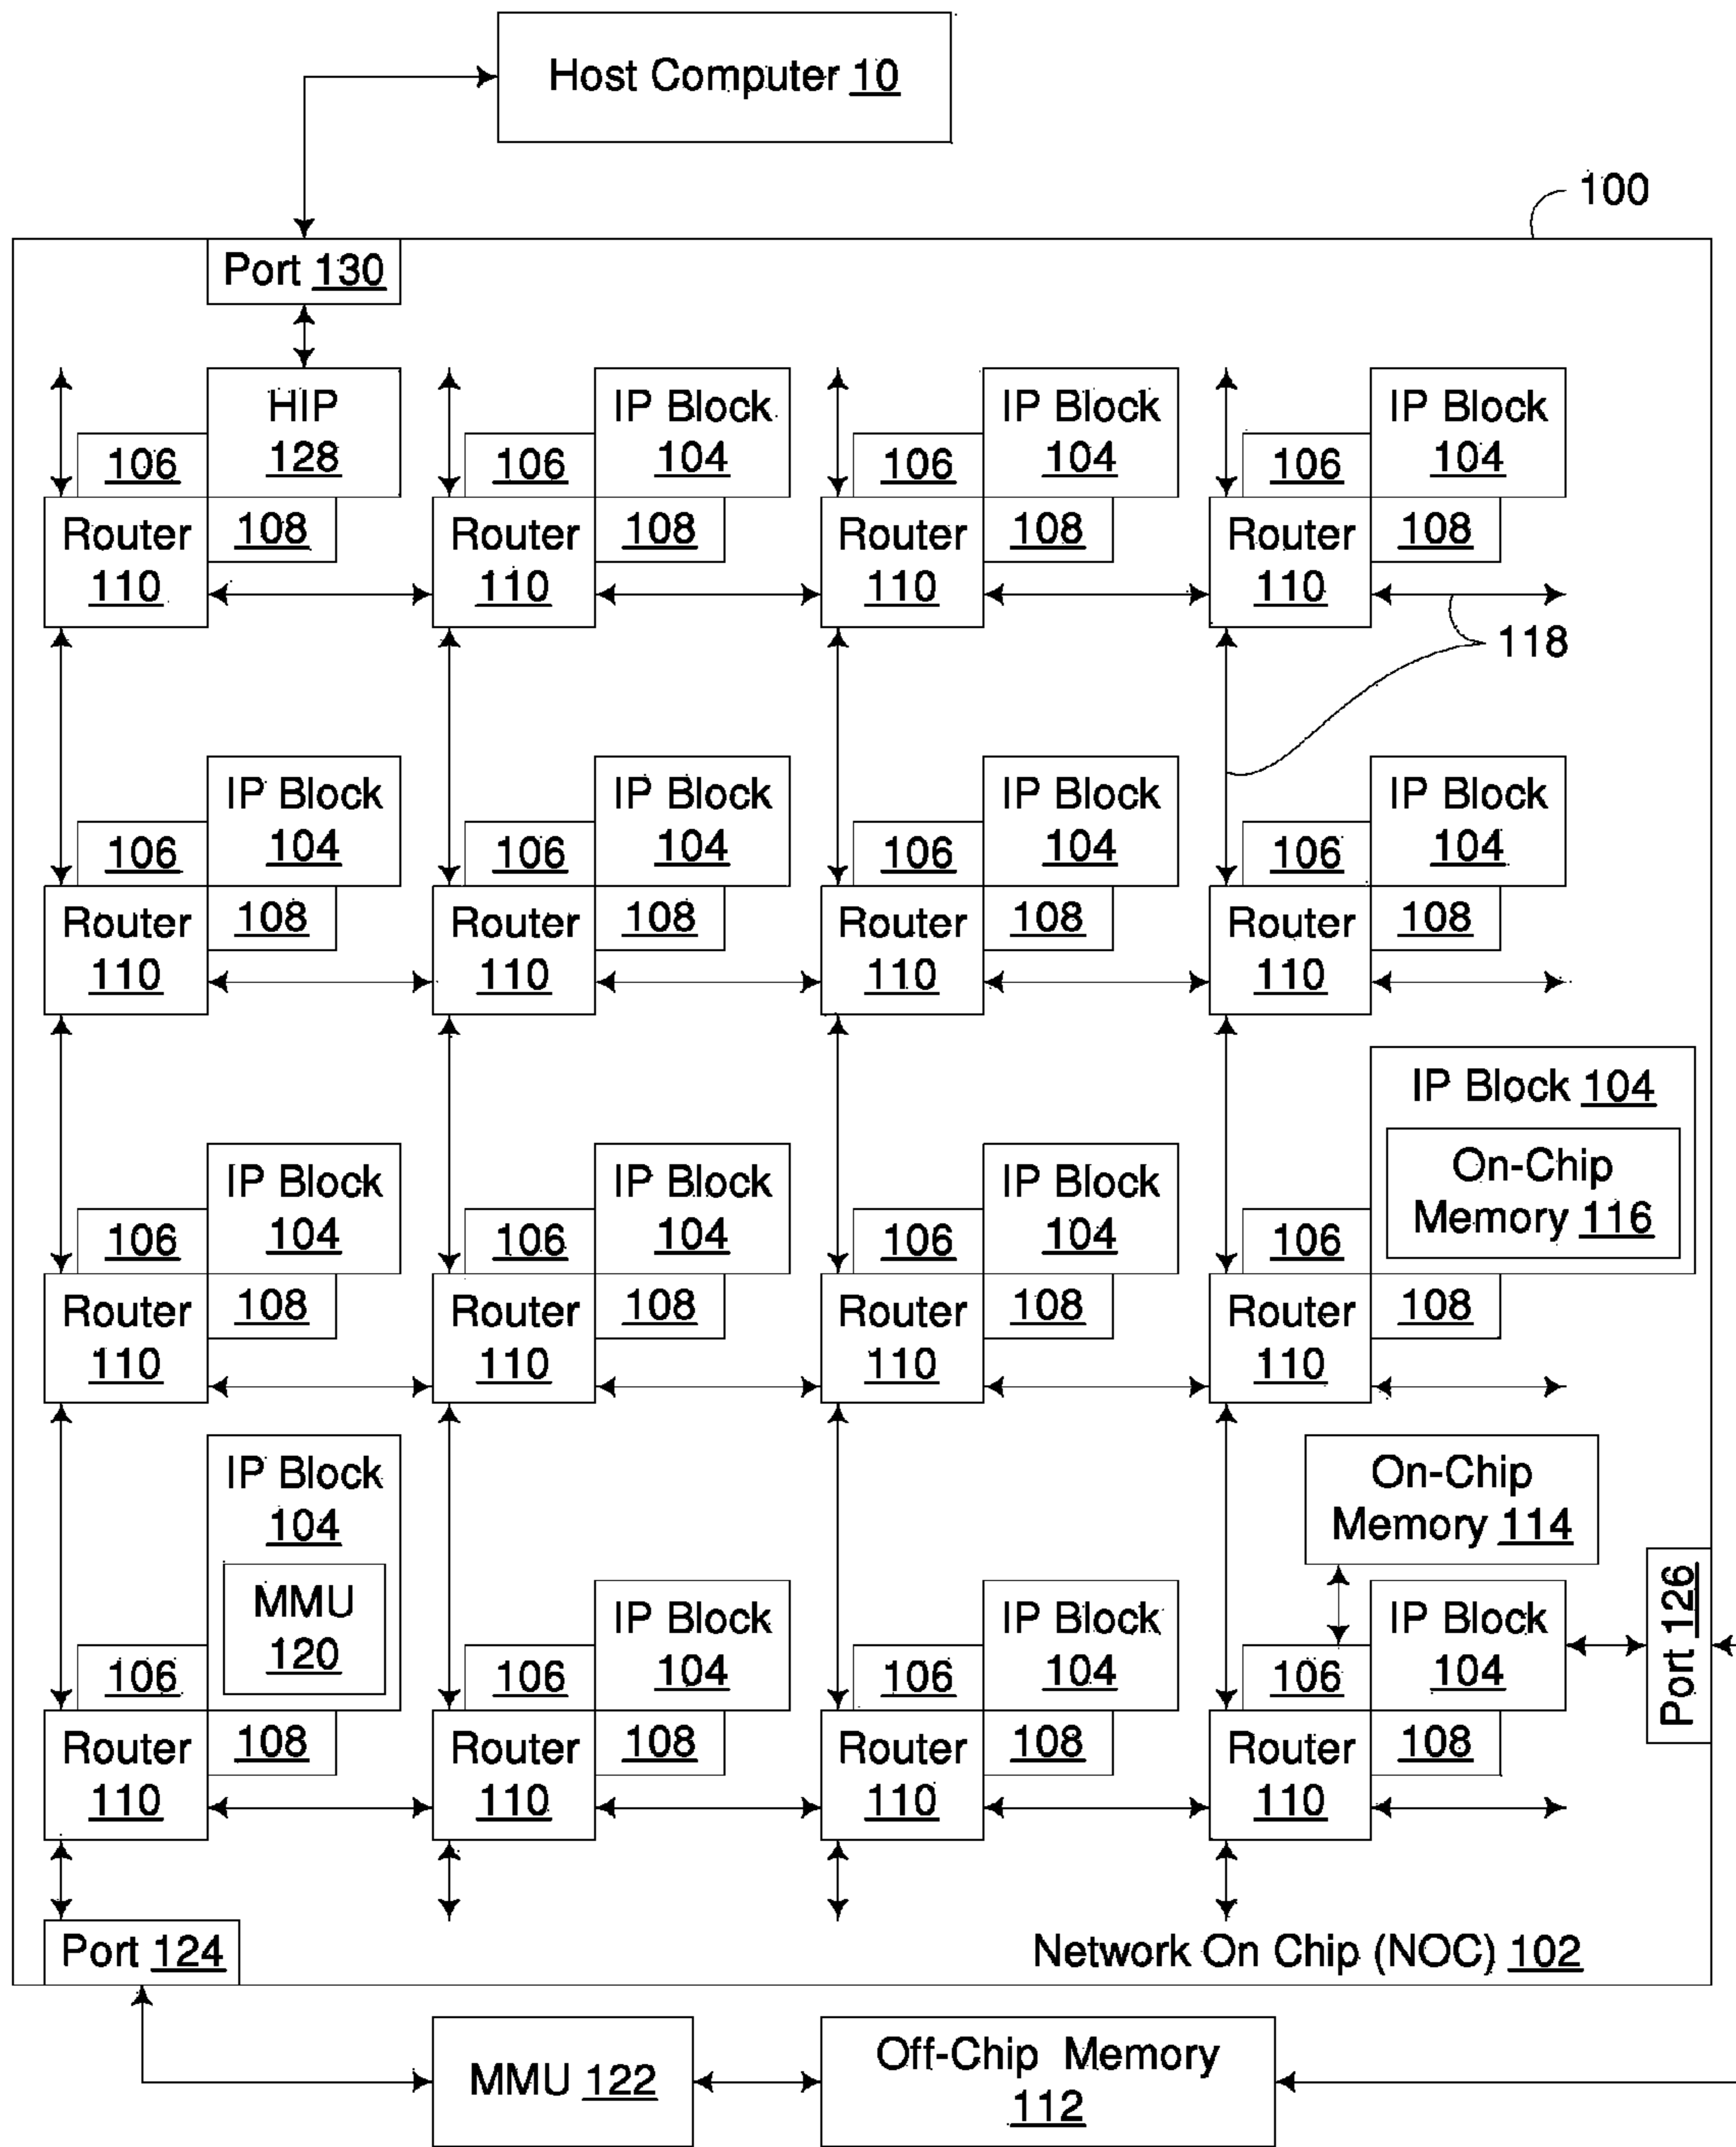 Host Computer 10
100
Port 130
HIP
128
106
Router
110
108
IP Block
104
106
Router
110
108
IP Block
104
106
Router
110
108
IP Block
104
106
Router
110
108
118
IP Block
104
106
Router
110
108
IP Block
104
106
Router
110
108
IP Block
104
106
Router
110
108
IP Block
104
106
Router
110
108
IP Block
104
106
Router
110
108
IP Block
104
106
Router
110
108
IP Block
104
106
Router
110
108
IP Block 104
On-Chip
Memory 116
106
Router
110
108
IP Block
104
MMU
120
106
Router
110
108
IP Block
104
106
Router
110
108
IP Block
104
106
Router
110
108
On-Chip
Memory 114
IP Block
104
106
Router
110
108
Port 126
Port 124
Network On Chip (NOC) 102
MMU 122
Off-Chip Memory
112